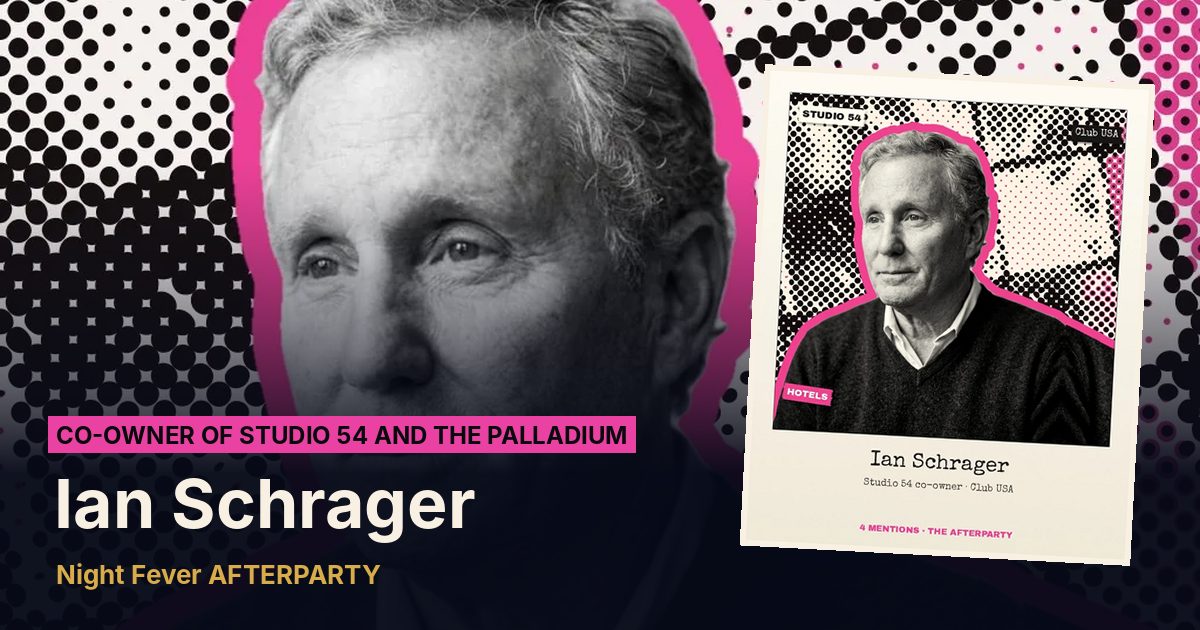 CO-OWNER OF STUDIO 54 AND THE PALLADIUM
Ian Schrager
Night Fever AFTERPARTY
STUDIO 54
Club USA
HOTELS
Ian Schrager
Studio 54 co-owner · Club USA
4 MENTIONS · THE AFTERPARTY